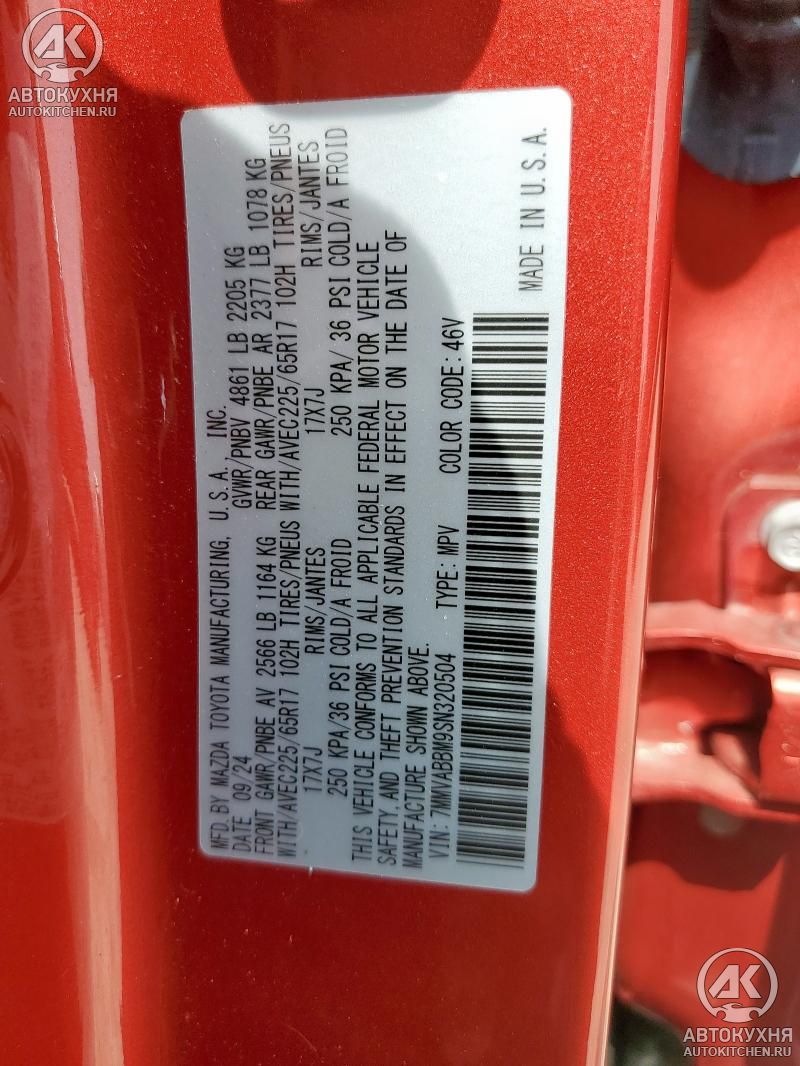 АВТОКУХНЯ
AUTOKITCHEN.RU
MFD. BY MAZDA TOYOTA MANUFACTURING, U.S.A., INC.
DATE 09/24 GVWR/PNBV 4861 LB 2205 KG
FRONT GAWR/PNBE AV 2566 LB 1164 KG REAR GAWR/PNBE AR 2377 LB 1078 KG
WITH/AVEC225/65R17 102H TIRES/PNEUS WITH/AVEC225/65R17 102H TIRES/PNEUS
17X7J RIMS/JANTES 17X7J RIMS/JANTES
250 KPA/36 PSI COLD/A FROID 250 KPA/ 36 PSI COLD/A FROID
THIS VEHICLE CONFORMS TO ALL APPLICABLE FEDERAL MOTOR VEHICLE
SAFETY, AND THEFT PREVENTION STANDARDS IN EFFECT ON THE DATE OF
MANUFACTURE SHOWN ABOVE.
VIN: 7MMVABBM9SN320504 TYPE: MPV COLOR CODE: 46V
MADE IN U.S.A.
АВТОКУХНЯ
AUTOKITCHEN.RU